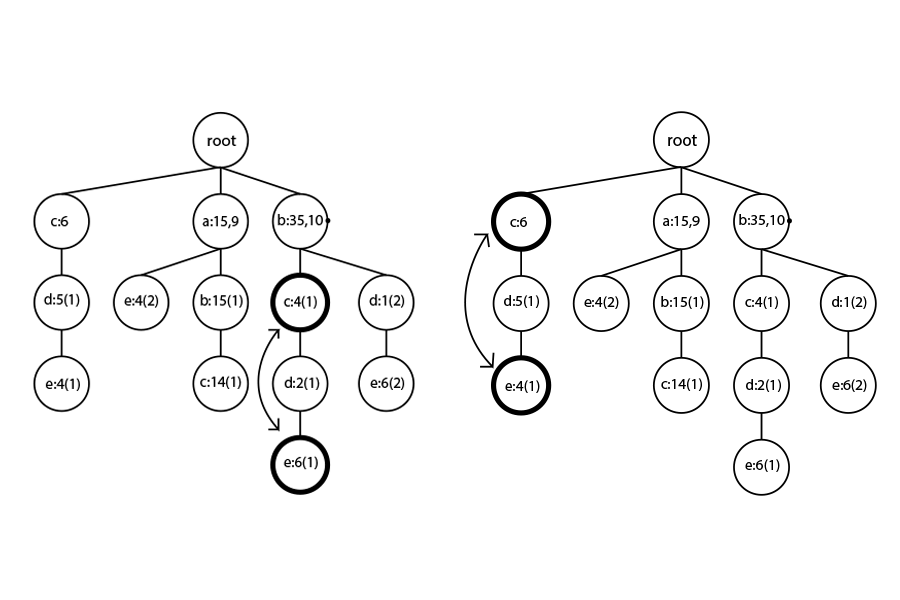 root
c:6
a:15,9
b:35,10
d:5(1)
e:4(2)
b:15(1)
c:4(1)
d:1(2)
e:4(1)
c:14(1)
d:2(1)
e:6(2)
e:6(1)
root
c:6
a:15,9
b:35,10
d:5(1)
e:4(2)
b:15(1)
c:4(1)
d:1(2)
e:4(1)
c:14(1)
d:2(1)
e:6(2)
e:6(1)